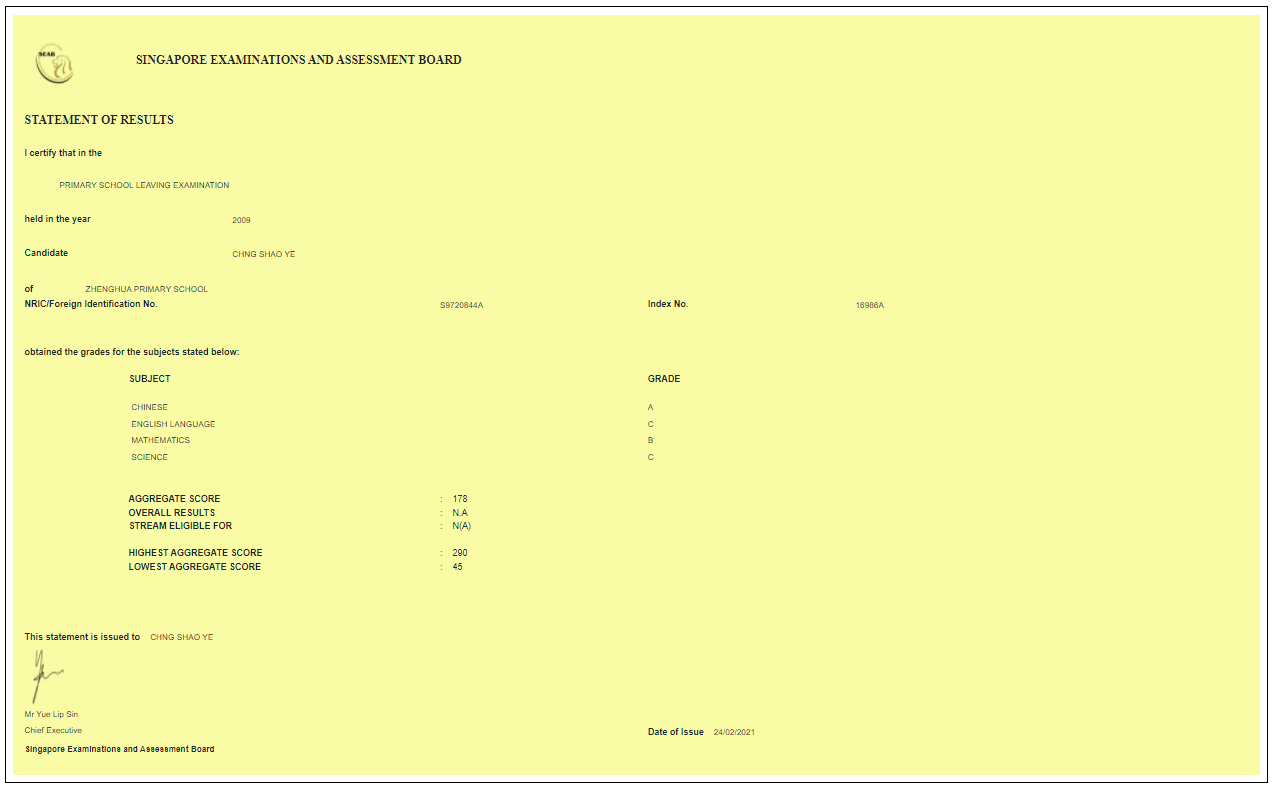 SEAB
SINGAPORE EXAMINATIONS AND ASSESSMENT BOARD
STATEMENT OF RESULTS
I certify that in the
PRIMARY SCHOOL LEAVING EXAMINATION
held in the year 2009
Candidate CHNG SHAO YE
of ZHENGHUA PRIMARY SCHOOL
NRIC/Foreign Identification No. S9720844A Index No. 16986A
obtained the grades for the subjects stated below:
SUBJECT GRADE
CHINESE A
ENGLISH LANGUAGE C
MATHEMATICS B
SCIENCE C
AGGREGATE SCORE : 178
OVERALL RESULTS : N.A
STREAM ELIGIBLE FOR : N(A)
HIGHEST AGGREGATE SCORE : 290
LOWEST AGGREGATE SCORE : 45
This statement is issued to CHNG SHAO YE
Mr Yue Lip Sin
Chief Executive
Date of Issue 24/02/2021
Singapore Examinations and Assessment Board